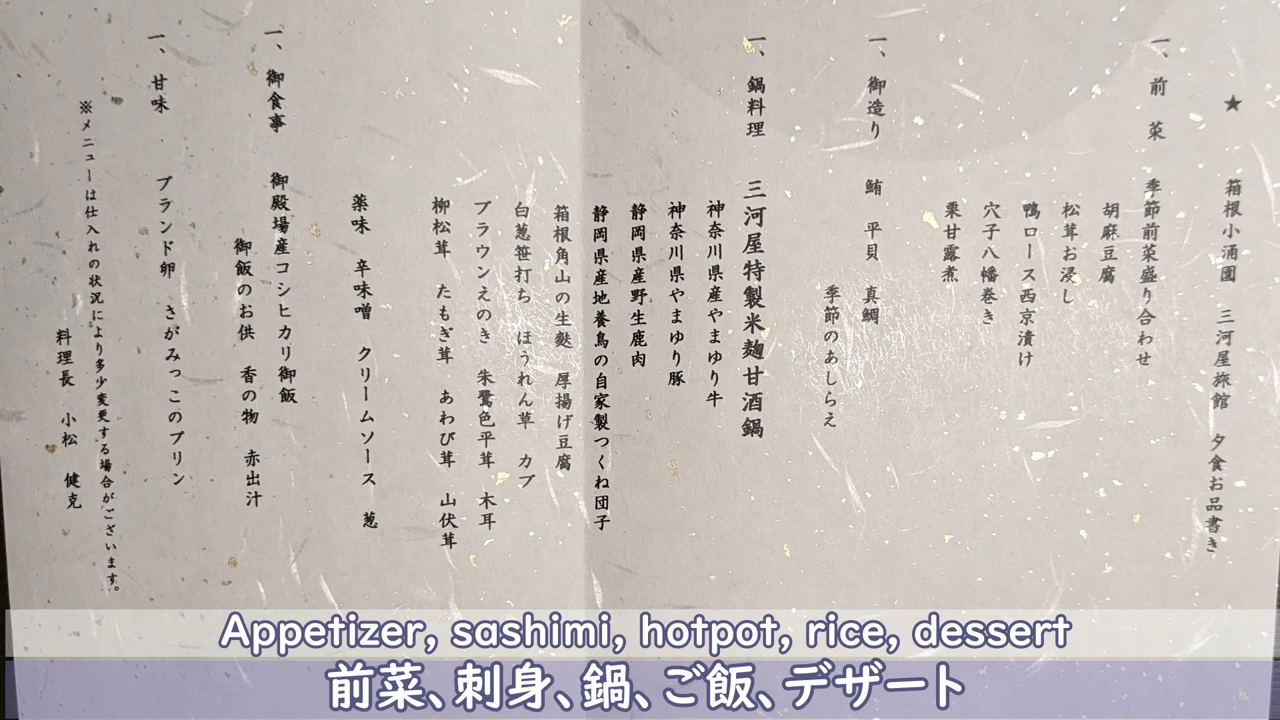 ★ 箱根小涌園 三河屋旅館 夕食お品書き
一、前菜 季節前菜盛り合わせ
胡麻豆腐
松茸お浸し
鴨ロース西京漬け
穴子八幡巻き
栗甘露煮
一、御造り 鮪 平貝 真鯛
季節のあしらえ
一、鍋料理 三河屋特製米麹甘酒鍋
神奈川県産やまゆり牛
神奈川県やまゆり豚
静岡県産野生鹿肉
静岡県産地養鳥の自家製つくね団子
箱根角山の生麩 厚揚げ豆腐
白葱笹打ち ほうれん草 カブ
ブラウンえのき 朱鷺色平茸 木耳
柳松茸 たもぎ茸 あわび茸 山伏茸
薬味 辛味噌 クリームソース 葱
一、御食事 御殿場産コシヒカリ御飯
御飯のお供 香の物 赤出汁
一、甘味 ブランド卵 さがみっこのプリン
※メニューは仕入れの状況により多少変更する場合がございます。
料理長 小松 健克
Appetizer, sashimi, hotpot, rice, dessert
前菜、刺身、鍋、ご飯、デザート